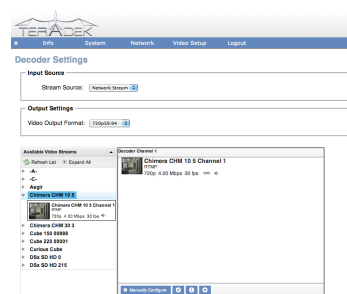 TERADEK
Info System Network Video Setup Logout
Decoder Settings
Input Source
Stream Source: Network Stream
Output Settings
Video Output Format: -720p59.94
Available Video Streams
Refresh List Expand All
-A-
-C-
Aegir
Chimera CHM 10 5
Chimera CHM 10 5 Channel 1
RTMP
720p 4.00 Mbps 30 fps
Chimera CHM 30 3
Cube 150 00888
Cube 220 00001
Curious Cube
DSx SD HD 0
DSx SD HD 215
Decoder Channel 1
Chimera CHM 10 5 Channel 1
RTMP
720p 4.00 Mbps 30 fps
Manually Configure